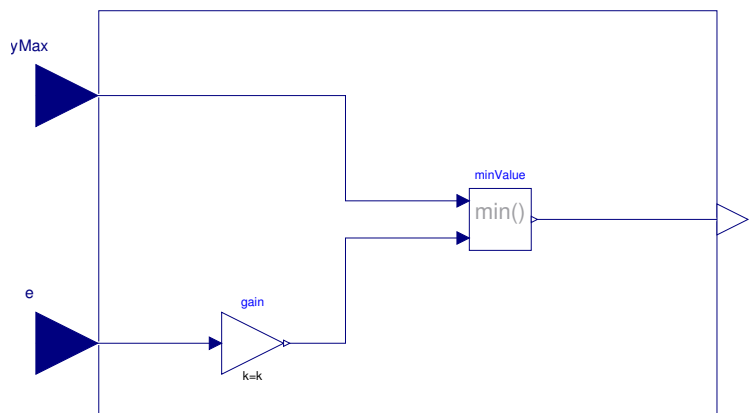 yMax
minValue
min()
e
gain
k=k